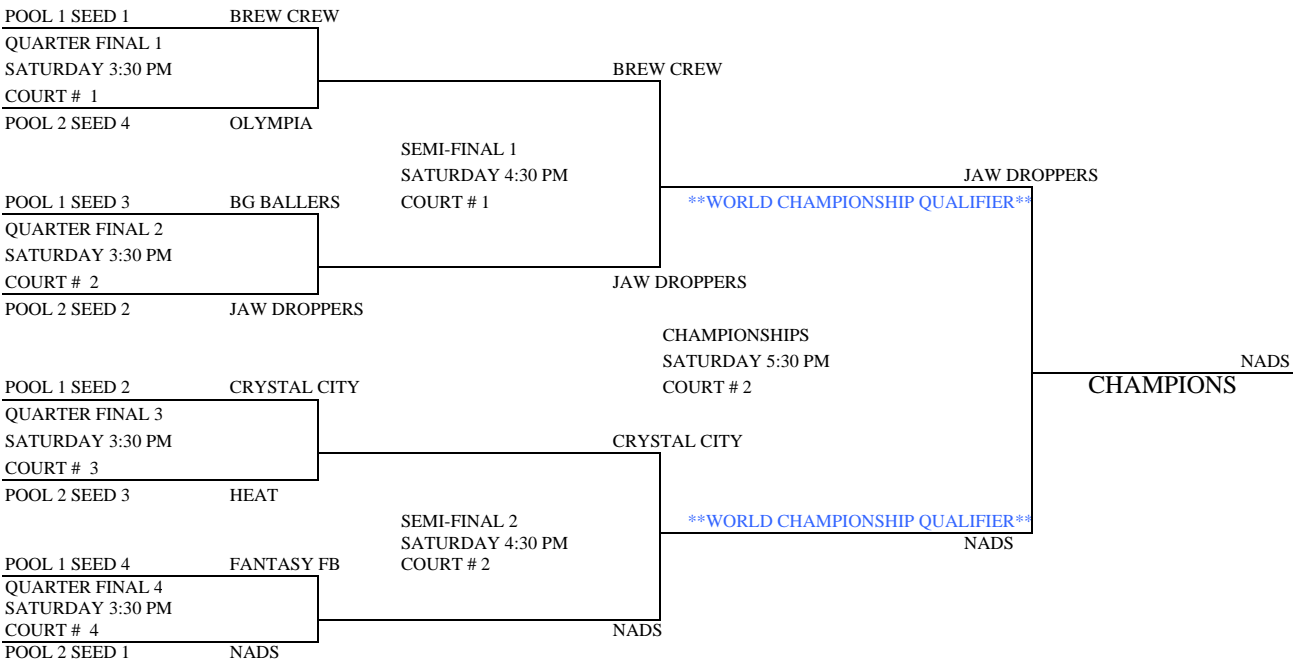 POOL 1 SEED 1 BREW CREW
QUARTER FINAL 1
SATURDAY 3:30 PM BREW CREW
COURT # 1
POOL 2 SEED 4 OLYMPIA
SEMI-FINAL 1
SATURDAY 4:30 PM JAW DROPPERS
POOL 1 SEED 3 BG BALLERS COURT # 1 **WORLD CHAMPIONSHIP QUALIFIER**
QUARTER FINAL 2
SATURDAY 3:30 PM
COURT # 2 JAW DROPPERS
POOL 2 SEED 2 JAW DROPPERS
CHAMPIONSHIPS
SATURDAY 5:30 PM NADS
POOL 1 SEED 2 CRYSTAL CITY COURT # 2 CHAMPIONS
QUARTER FINAL 3
SATURDAY 3:30 PM CRYSTAL CITY
COURT # 3
POOL 2 SEED 3 HEAT
SEMI-FINAL 2 **WORLD CHAMPIONSHIP QUALIFIER**
SATURDAY 4:30 PM NADS
POOL 1 SEED 4 FANTASY FB COURT # 2
QUARTER FINAL 4
SATURDAY 3:30 PM
COURT # 4 NADS
POOL 2 SEED 1 NADS